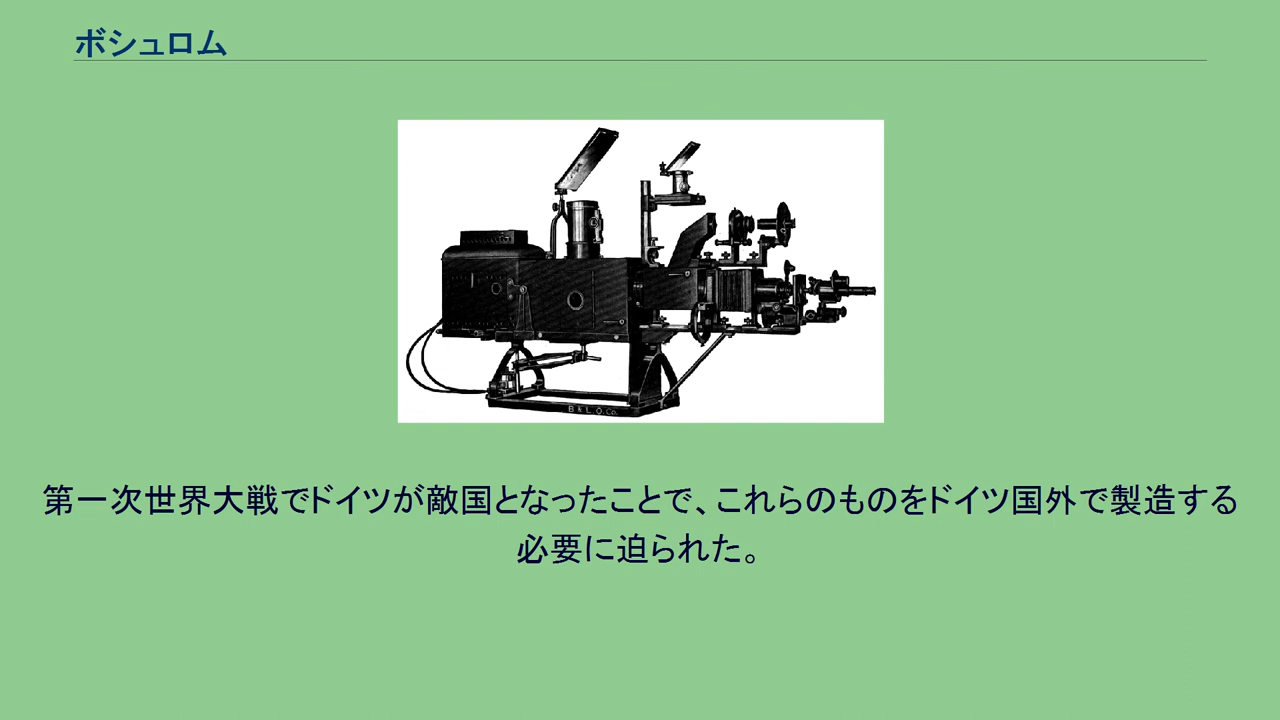 ボシュロム
B & L. O. Co.
第一次世界大戦でドイツが敵国となったことで、これらのものをドイツ国外で製造する
必要に迫られた。